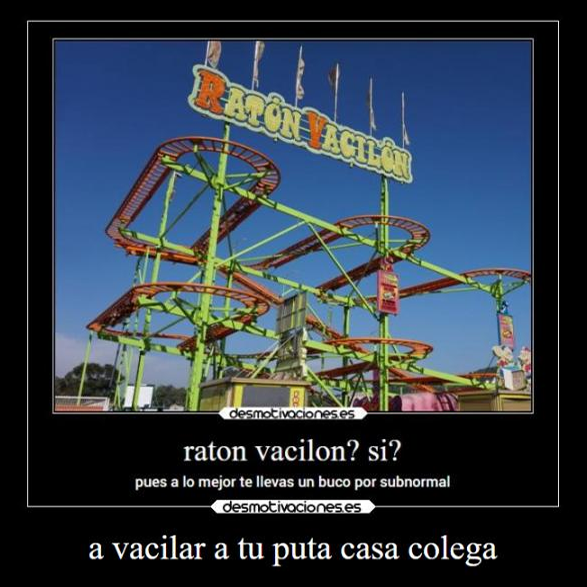 RATÓN VACILÓN
desmotivaciones.es
raton vacilon? si?
pues a lo mejor te llevas un buco por subnormal
desmotivaciones.es
a vacilar a tu puta casa colega